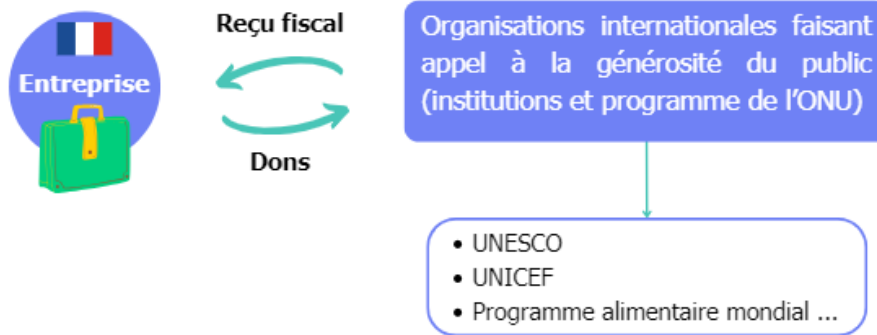 Reçu fiscal
Entreprise
Dons
Organisations internationales faisant
appel à la générosité du public
(institutions et programme de l'ONU)
• UNESCO
• UNICEF
• Programme alimentaire mondial ...